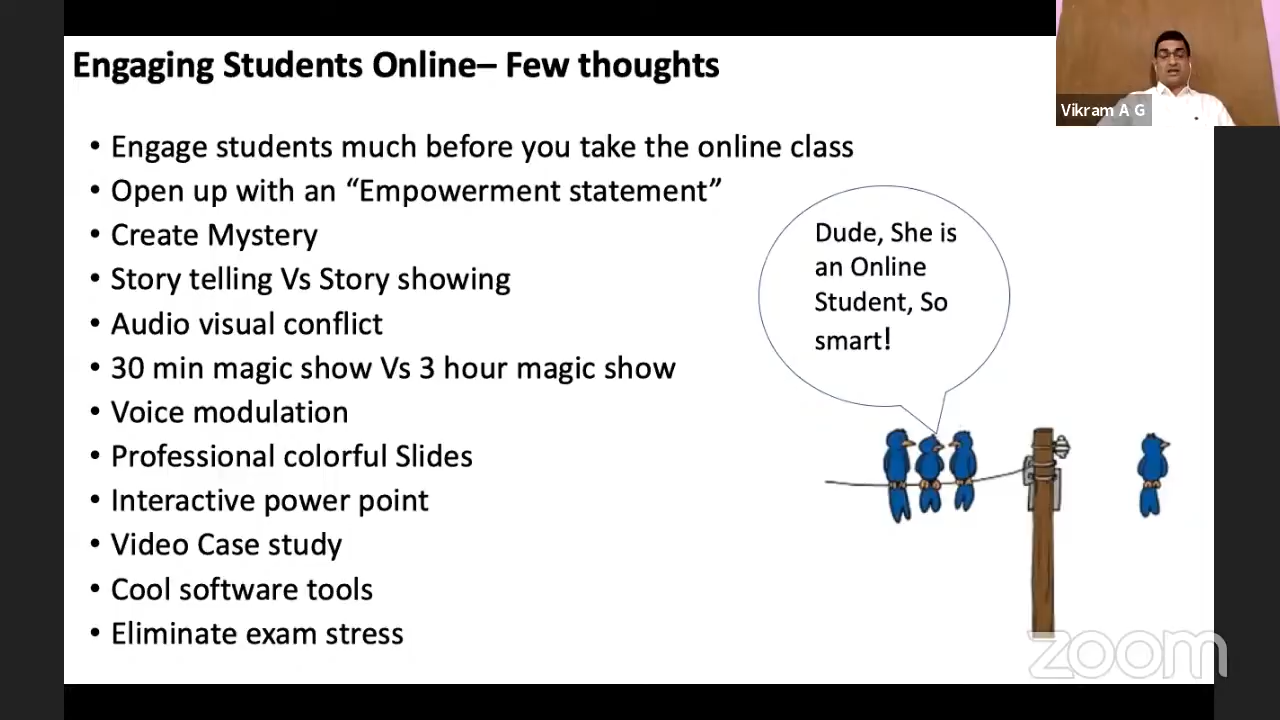 Engaging Students Online– Few thoughts
Vikram A G
• Engage students much before you take the online class
• Open up with an “Empowerment statement”
• Create Mystery
• Story telling Vs Story showing
• Audio visual conflict
• 30 min magic show Vs 3 hour magic show
• Voice modulation
• Professional colorful Slides
• Interactive power point
• Video Case study
• Cool software tools
• Eliminate exam stress
Dude, She is
an Online
Student, So
smart!
zoom